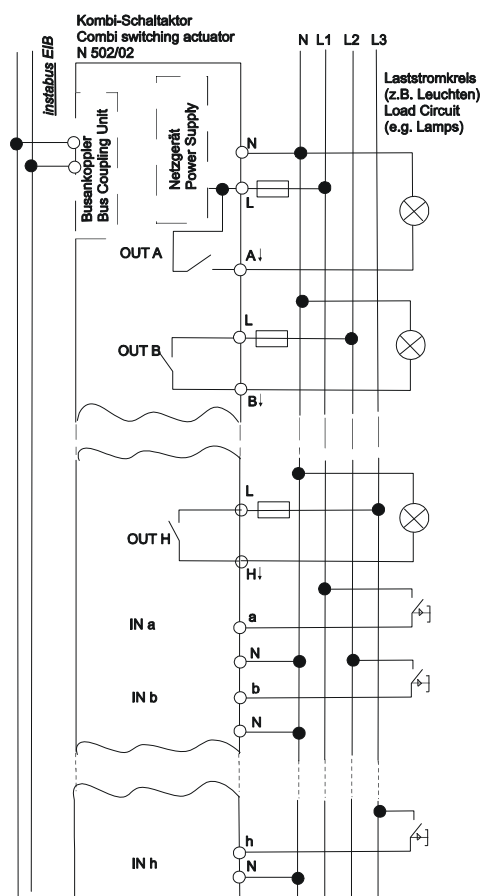 Kombi-Schaltaktor
Combi switching actuator
N 502/02
instabus EIB
N L1 L2 L3
Laststromkreis
(z.B. Leuchten)
Load Circuit
(e.g. Lamps)
Busankoppler
Bus Coupling Unit
Netzgerät
Power Supply
N
L
OUT A
A↓
L
OUT B
B↓
L
OUT H
H↓
a
IN a
N
b
IN b
N
h
IN h
N